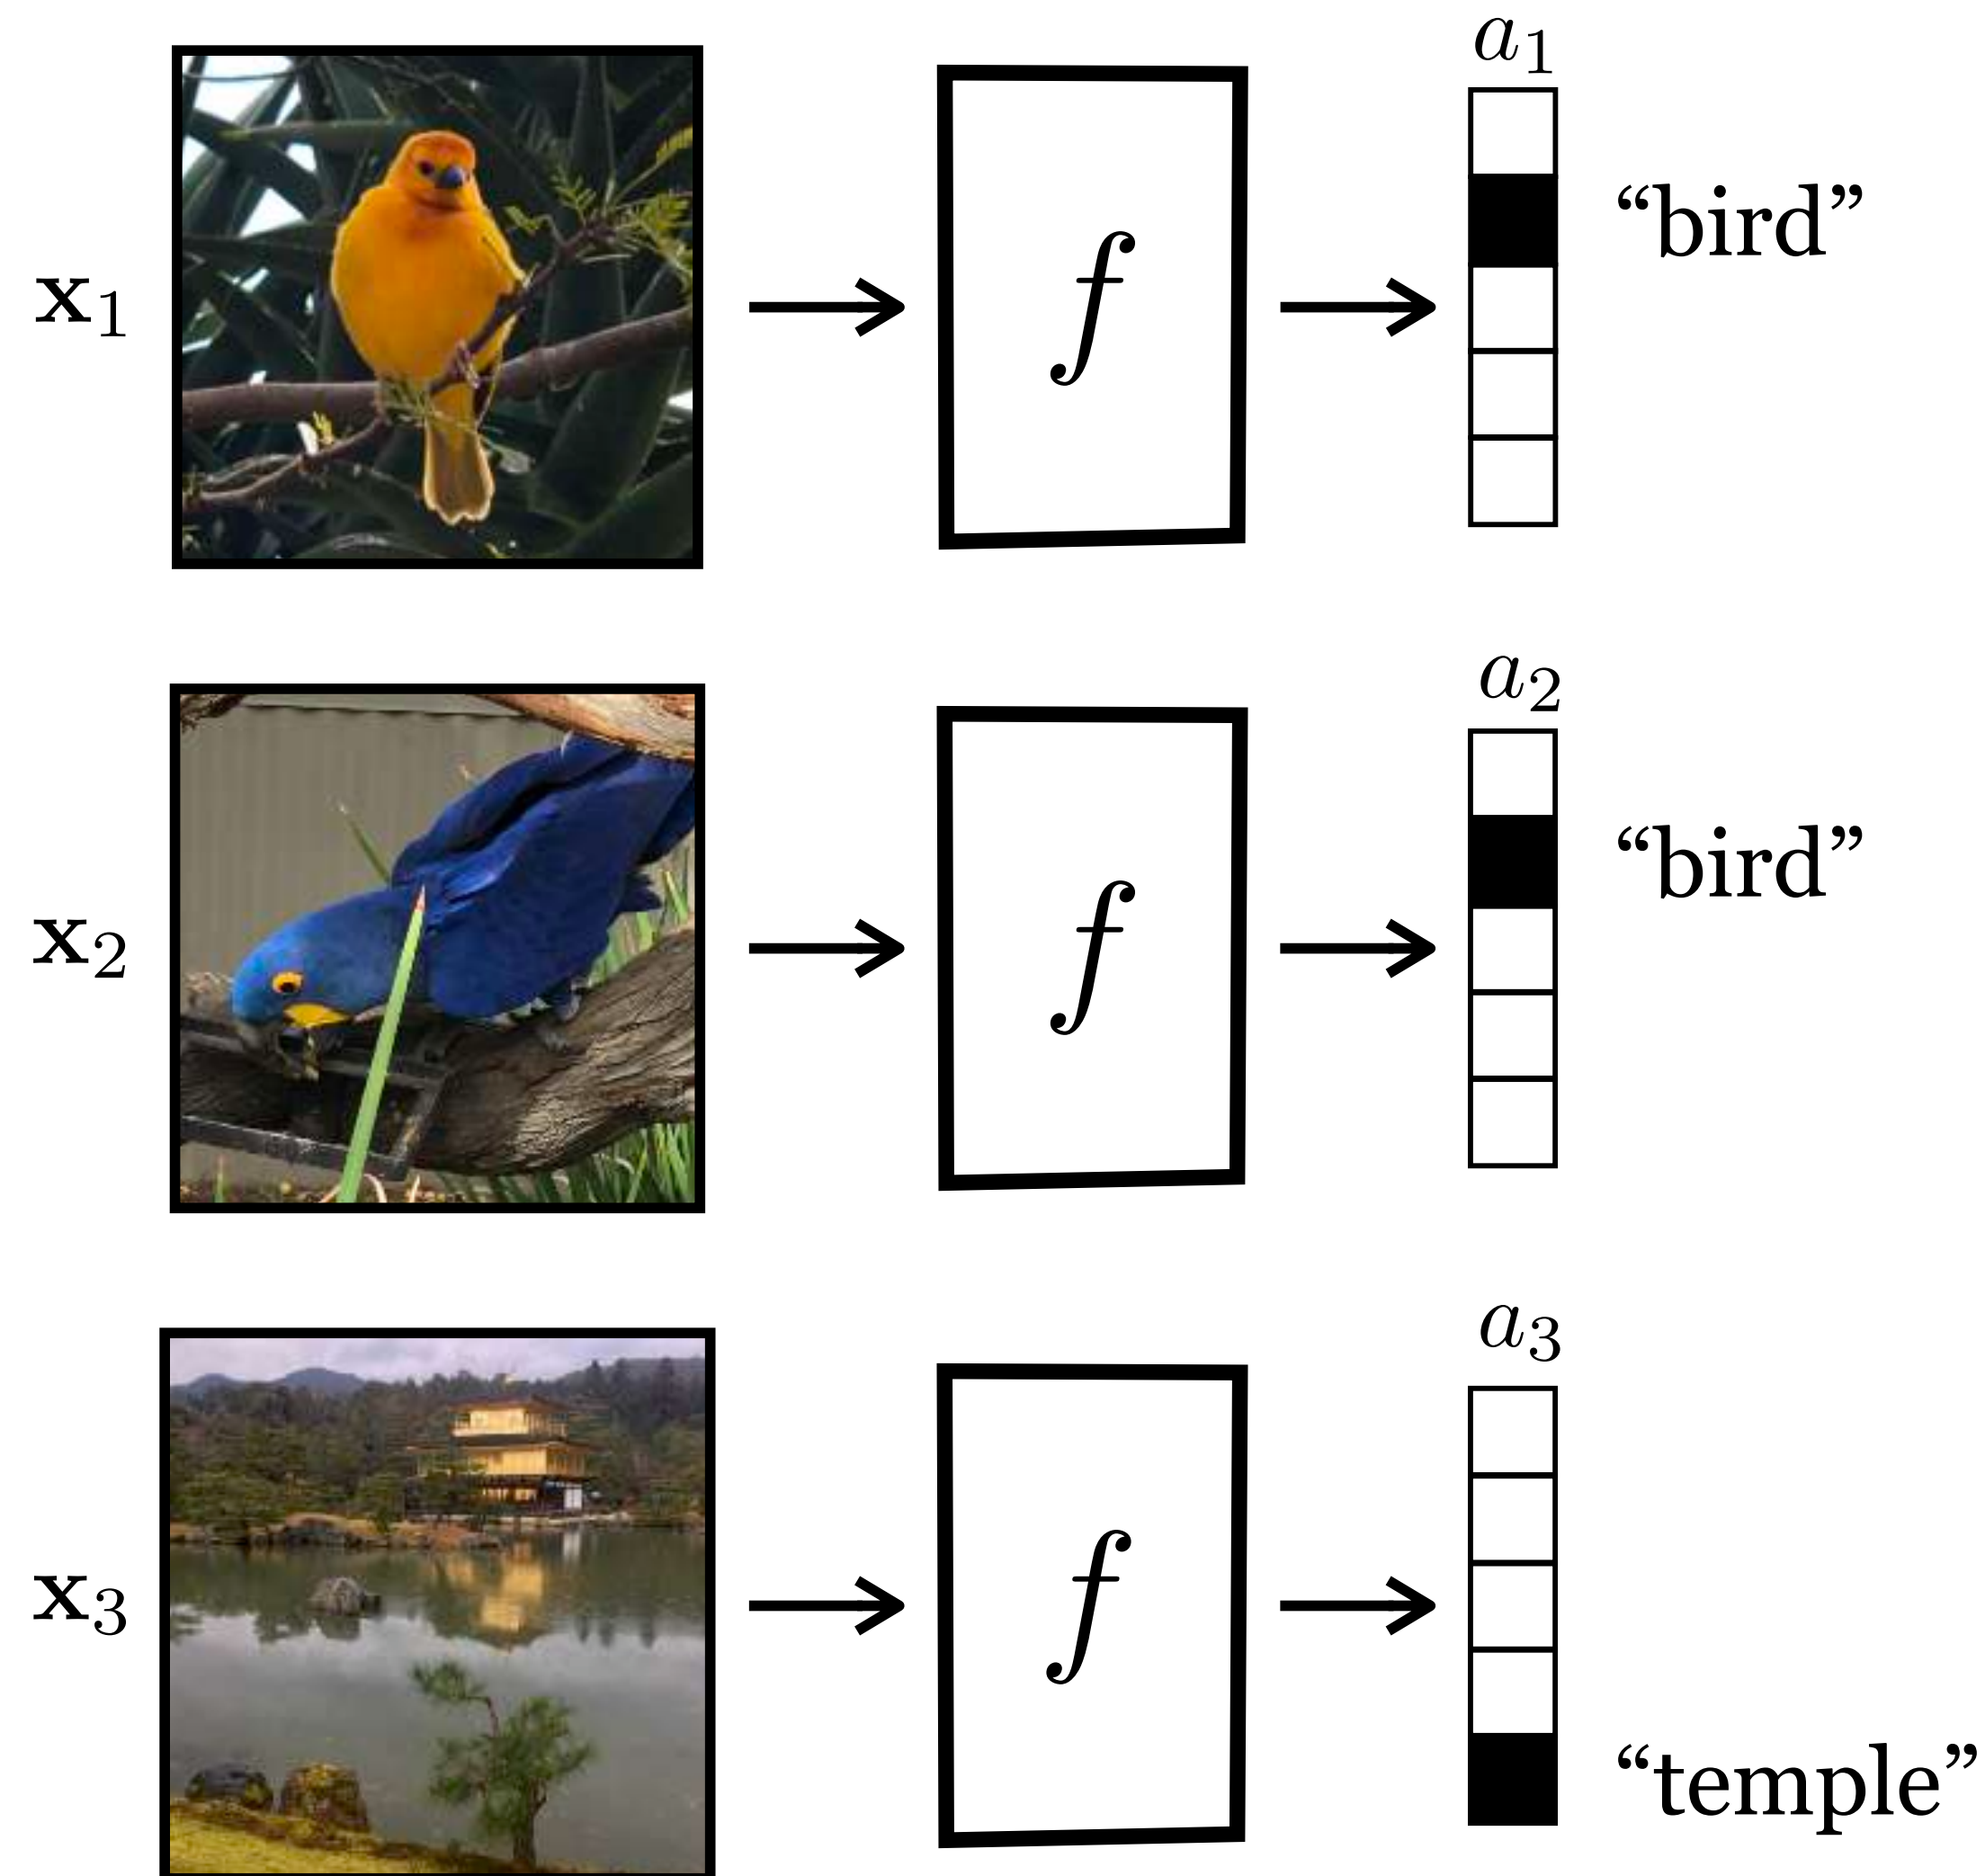 a₁
x₁ f “bird”
a₂
x₂ f “bird”
a₃
x₃ f “temple”